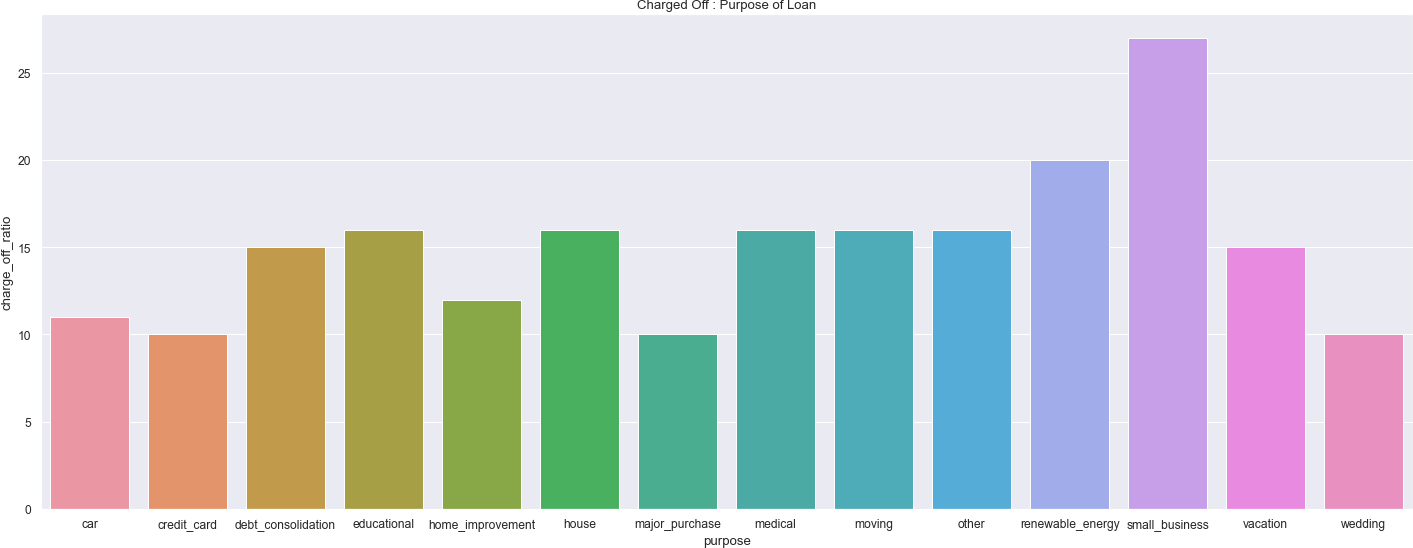 Charged Off : Purpose of Loan
charge_off_ratio
25
20
15
10
5
0
car credit_card debt_consolidation educational home_improvement house major_purchase medical moving other renewable_energy small_business vacation wedding
purpose